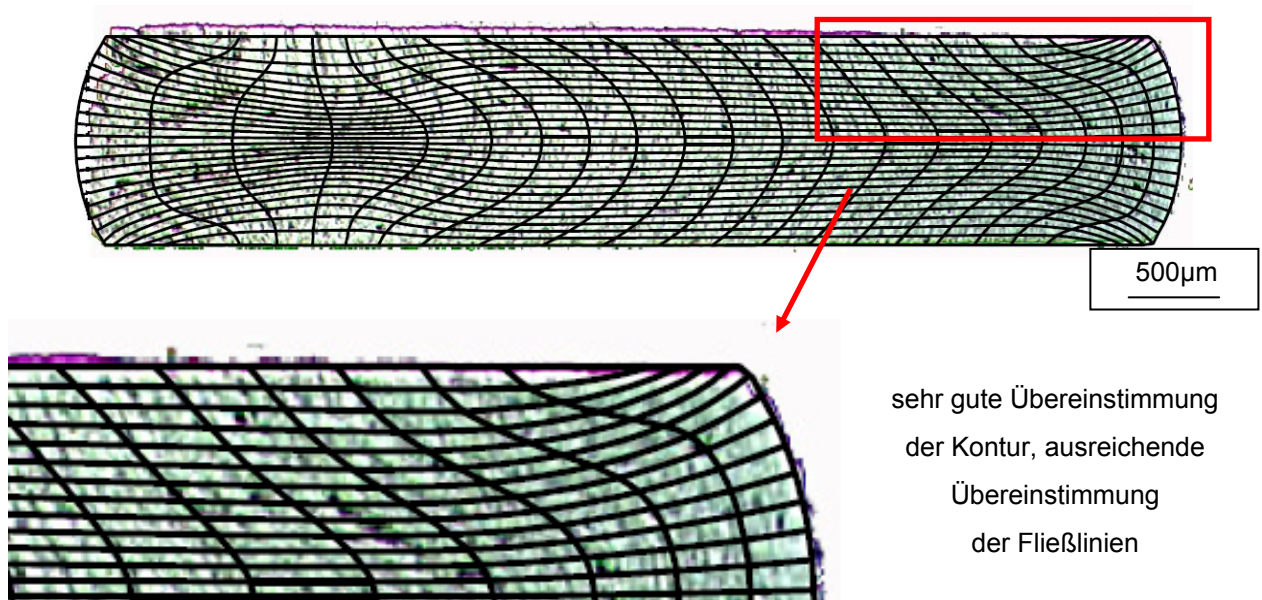 500µm
sehr gute Übereinstimmung
der Kontur, ausreichende
Übereinstimmung
der Fließlinien